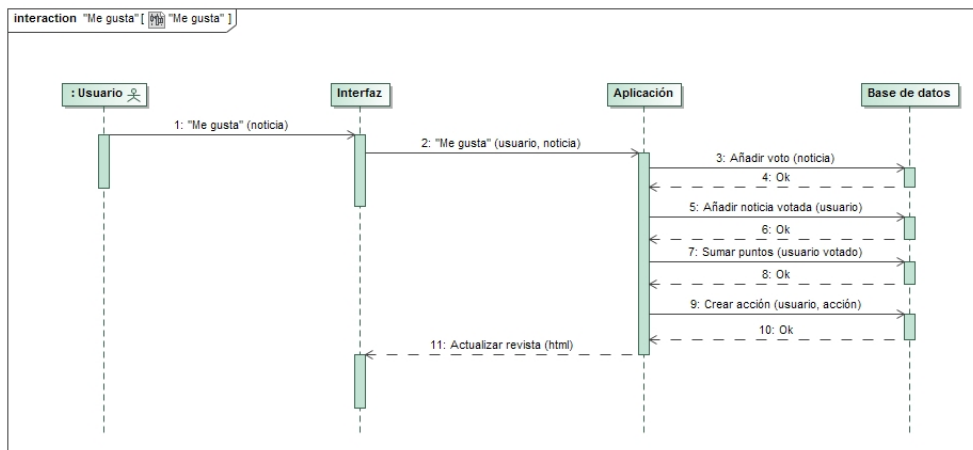 interaction "Me gusta" [ "Me gusta" ]
: Usuario
Interfaz
Aplicación
Base de datos
1: "Me gusta" (noticia)
2: "Me gusta" (usuario, noticia)
3: Añadir voto (noticia)
4: Ok
5: Añadir noticia votada (usuario)
6: Ok
7: Sumar puntos (usuario votado)
8: Ok
9: Crear acción (usuario, acción)
10: Ok
11: Actualizar revista (html)